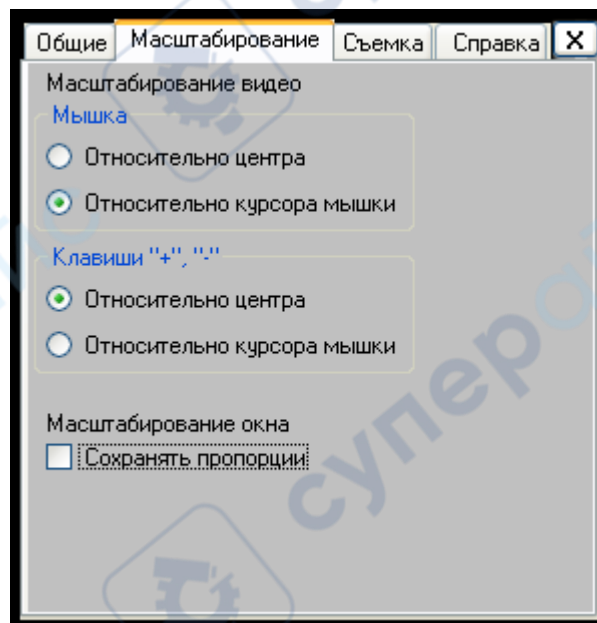 Общие Масштабирование Съемка Справка X
Масштабирование видео
Мышка
Относительно центра
Относительно курсора мышки
Клавиши "+", "-"
Относительно центра
Относительно курсора мышки
Масштабирование окна
Сохранять пропорции
супер